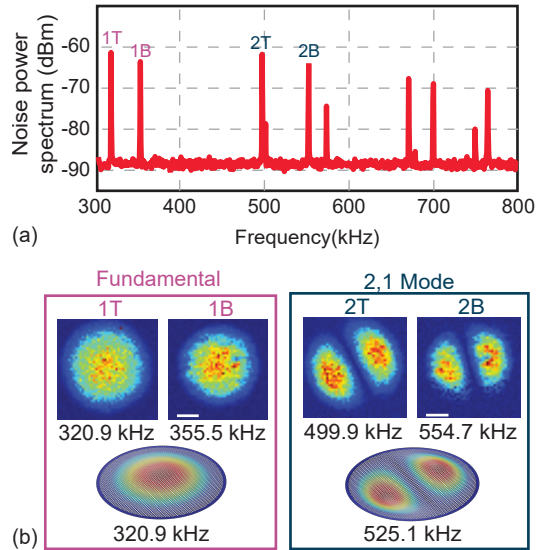 (a)
Noise power
spectrum (dBm)
-60
-70
-80
-90
1T
1B
2T
2B
300 400 500 600 700 800
Frequency(kHz)
(b)
Fundamental
1T 1B
320.9 kHz 355.5 kHz
320.9 kHz
2,1 Mode
2T 2B
499.9 kHz 554.7 kHz
525.1 kHz